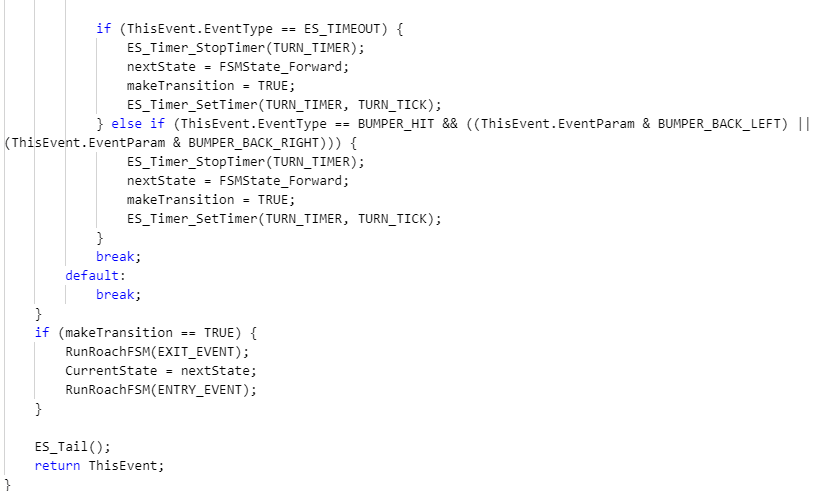 if (ThisEvent.EventType == ES_TIMEOUT) {
ES_Timer_StopTimer(TURN_TIMER);
nextState = FSMState_Forward;
makeTransition = TRUE;
ES_Timer_SetTimer(TURN_TIMER, TURN_TICK);
} else if (ThisEvent.EventType == BUMPER_HIT && ((ThisEvent.EventParam & BUMPER_BACK_LEFT) ||
(ThisEvent.EventParam & BUMPER_BACK_RIGHT))) {
ES_Timer_StopTimer(TURN_TIMER);
nextState = FSMState_Forward;
makeTransition = TRUE;
ES_Timer_SetTimer(TURN_TIMER, TURN_TICK);
}
break;
default:
break;
}
if (makeTransition == TRUE) {
RunRoachFSM(EXIT_EVENT);
CurrentState = nextState;
RunRoachFSM(ENTRY_EVENT);
}
ES_Tail();
return ThisEvent;
}